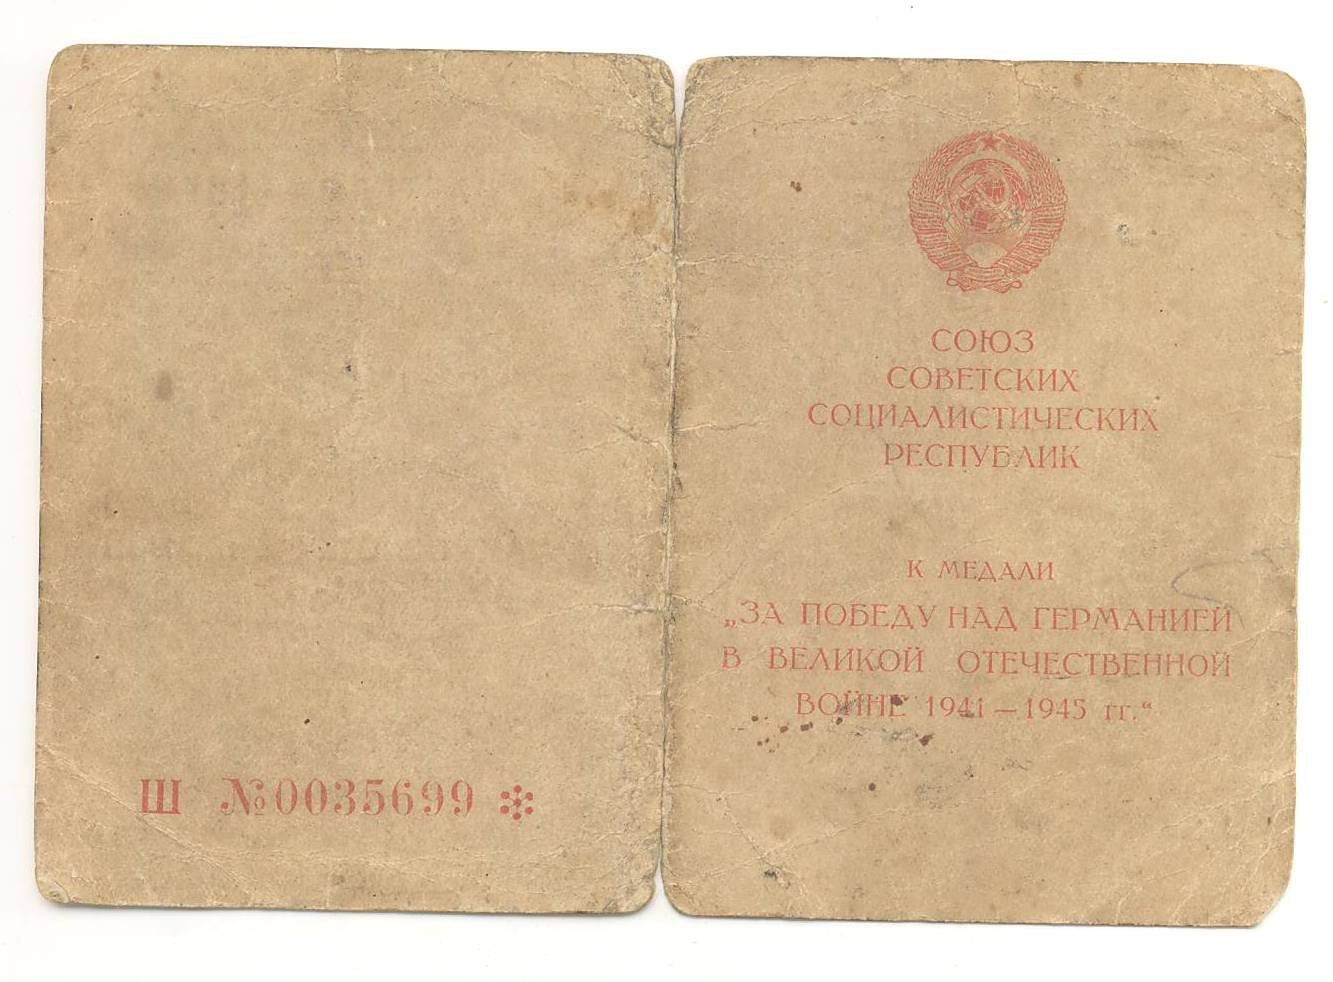 Ш №0035699
СОЮЗ
СОВЕТСКИХ
СОЦИАЛИСТИЧЕСКИХ
РЕСПУБЛИК
К МЕДАЛИ
„ЗА ПОБЕДУ НАД ГЕРМАНИЕЙ
В ВЕЛИКОЙ ОТЕЧЕСТВЕННОЙ
ВОЙНЕ 1941 — 1945 гг.“